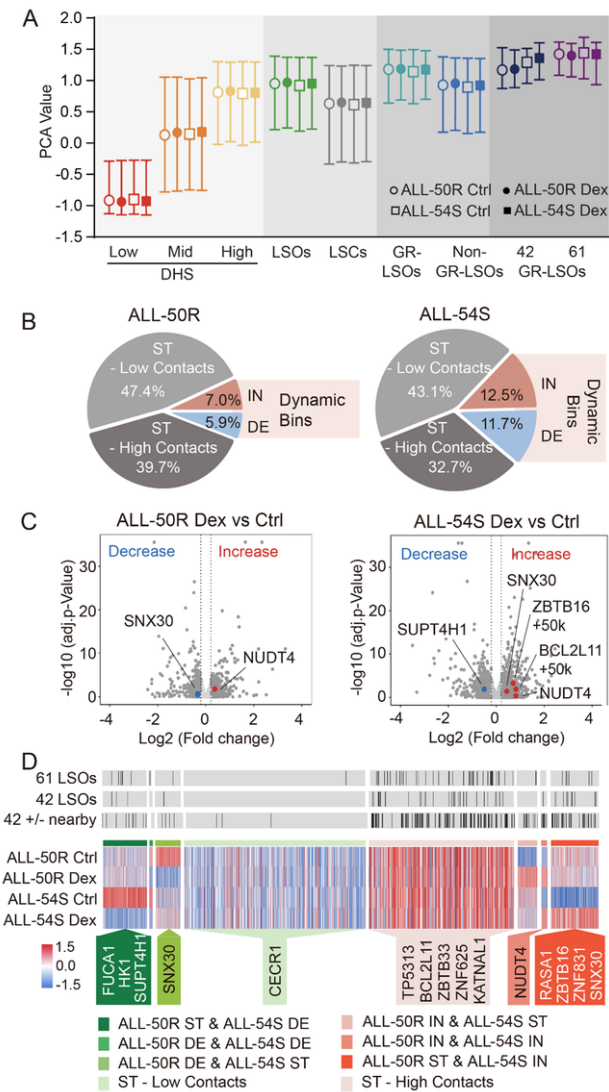 A
PCA Value
2.0
1.5
1.0
0.5
0.0
-0.5
-1.0
-1.5
ALL-50R Ctrl ALL-50R Dex
ALL-54S Ctrl ALL-54S Dex
Low Mid High LSOs LSCs GR- Non- 42 61
LSOs GR-LSOs GR-LSOs
DHS
B
ALL-50R ALL-54S
ST
- Low Contacts
47.4%
7.0% IN
5.9% DE
Dynamic
Bins
ST
- High Contacts
39.7%
ST
- Low Contacts
43.1%
12.5% IN
11.7% DE
Dynamic
Bins
ST
- High Contacts
32.7%
C
ALL-50R Dex vs Ctrl ALL-54S Dex vs Ctrl
-log10 (adj.p-Value)
30
20
10
0
Decrease Increase
SNX30
NUDT4
-4 -2 0 2 4
Log2 (Fold change)
-log10 (adj.p-Value)
30
20
10
0
Decrease Increase
SNX30
ZBTB16
+50k
SUPT4H1
BCL2L11
+50k
NUDT4
-4 -2 0 2 4
Log2 (Fold change)
D
61 LSOs
42 LSOs
42 +/- nearby
ALL-50R Ctrl
ALL-50R Dex
ALL-54S Ctrl
ALL-54S Dex
1.5
0.0
-1.5
FUCA1
HK1
SUPT4H1
SNX30
CECR1
TP5313
BCL2L11
ZBTB33
ZNF625
KATNAL1
NUDT4
RASA1
ZBTB16
ZNF831
SNX30
ALL-50R ST & ALL-54S DE
ALL-50R DE & ALL-54S DE
ALL-50R DE & ALL-54S ST
ST - Low Contacts
ALL-50R IN & ALL-54S ST
ALL-50R IN & ALL-54S IN
ALL-50R ST & ALL-54S IN
ST - High Contacts